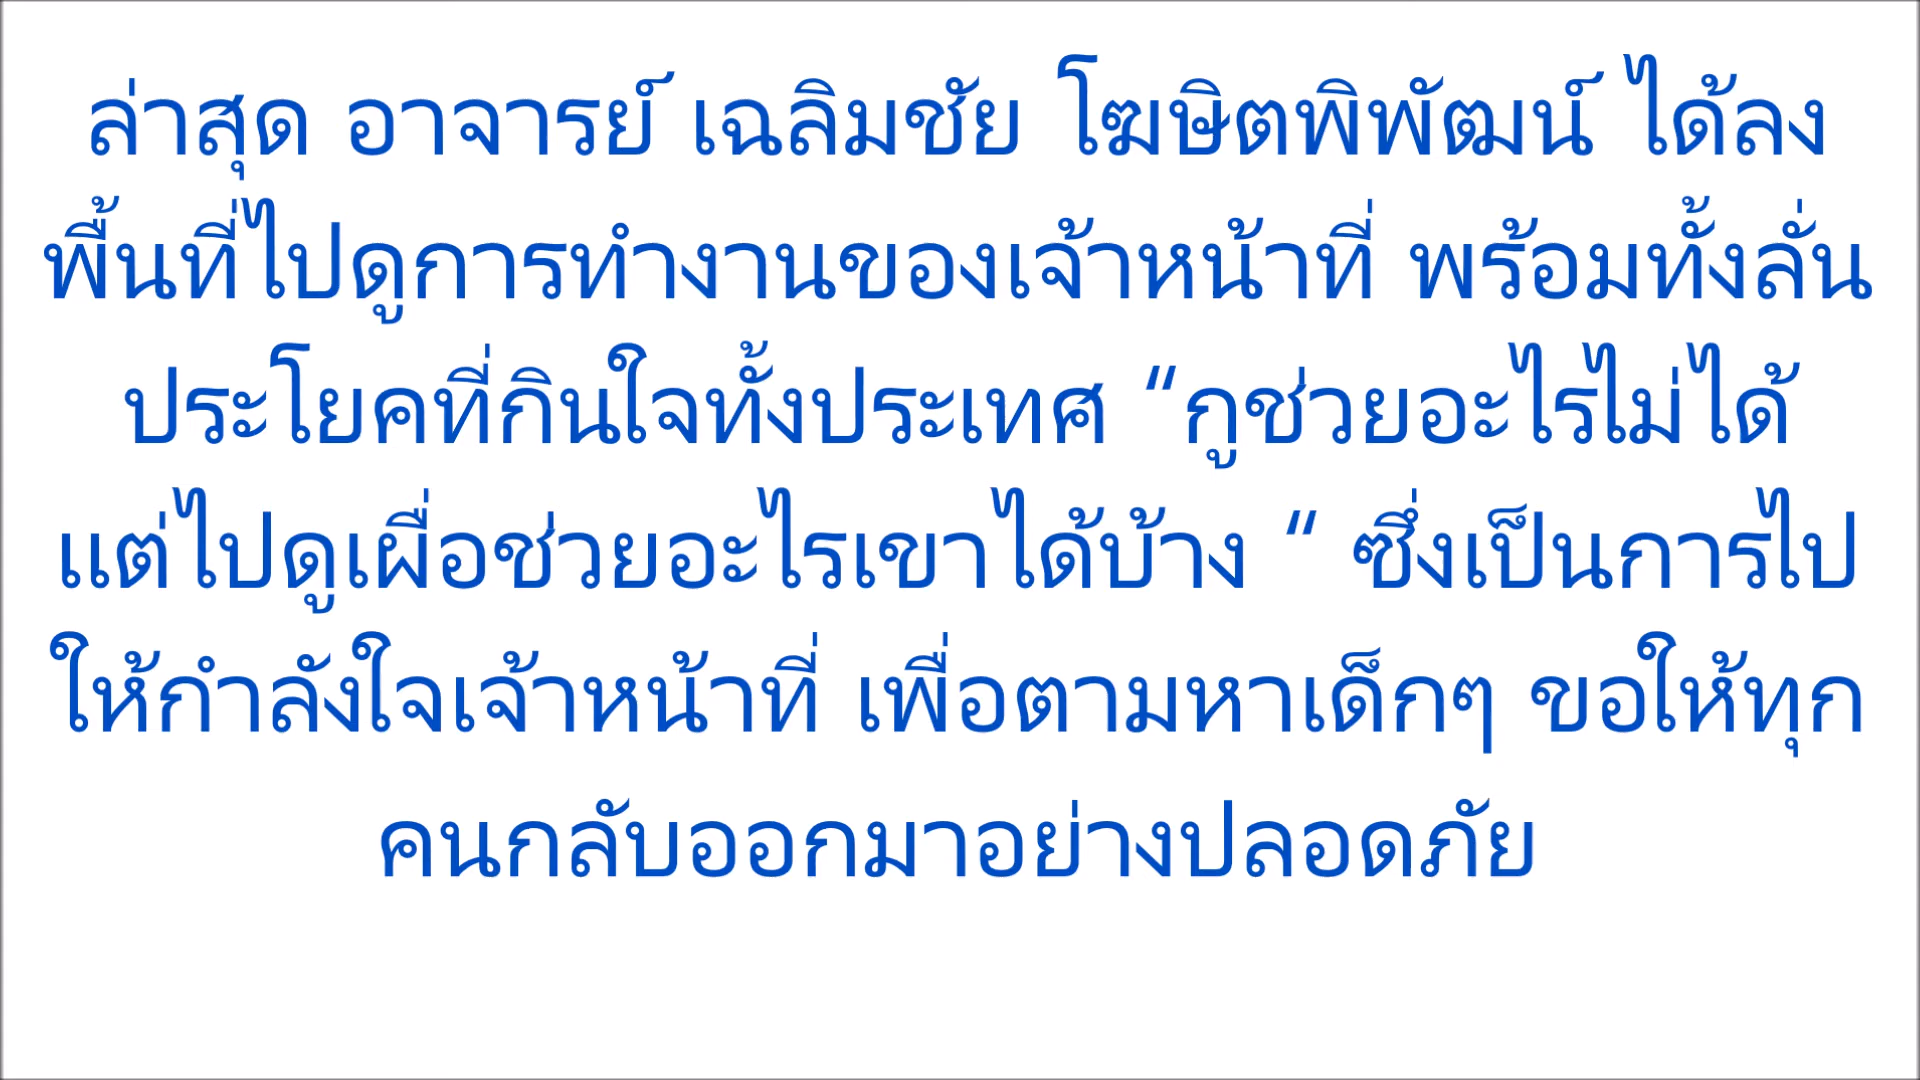 ล่าสุด อาจารย์ เฉลิมชัย โฆษิตพิพัฒน์ ได้ลง
พื้นที่ไปดูการทำงานของเจ้าหน้าที่ พร้อมทั้งลั่น
ประโยคที่กินใจทั้งประเทศ “กูช่วยอะไรไม่ได้
แต่ไปดูเผื่อช่วยอะไรเขาได้บ้าง “ ซึ่งเป็นการไป
ให้กำลังใจเจ้าหน้าที่ เพื่อตามหาเด็กๆ ขอให้ทุก
คนกลับออกมาอย่างปลอดภัย